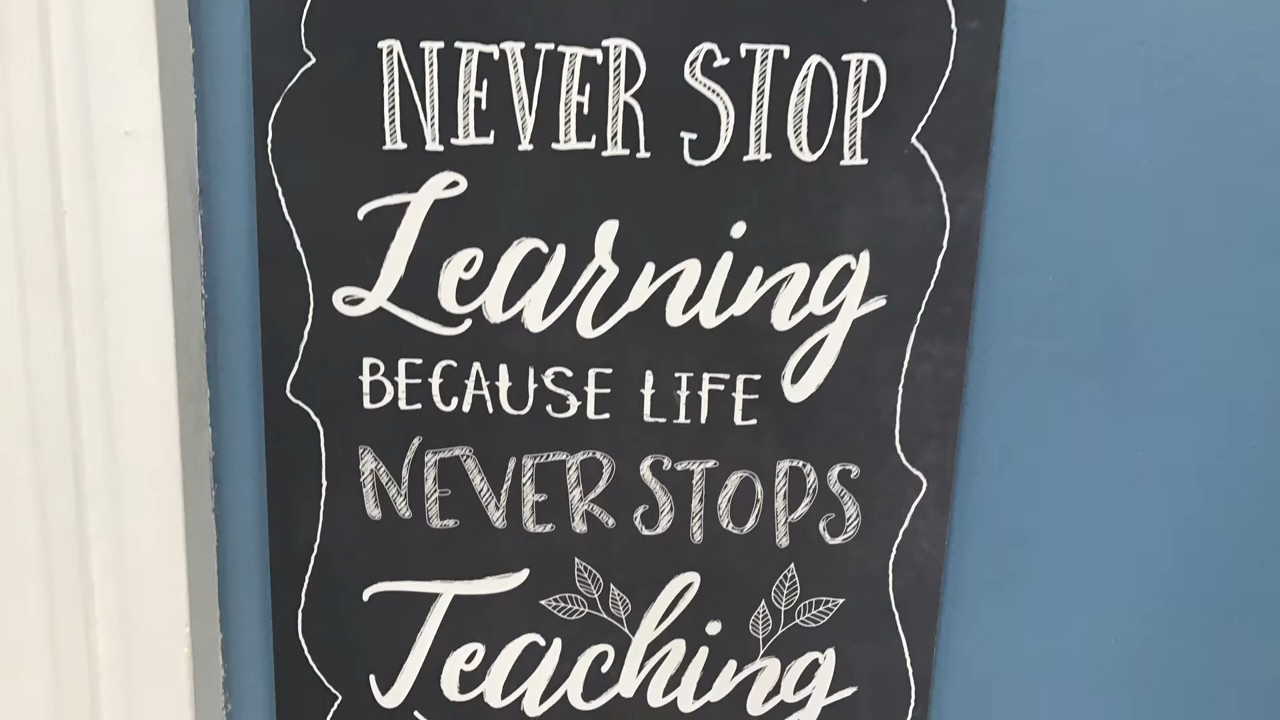 NEVER STOP
Learning
BECAUSE LIFE
NEVER STOPS
Teaching